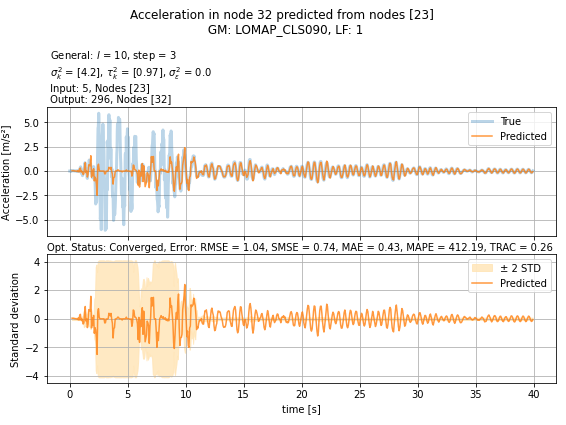 Acceleration in node 32 predicted from nodes [23]
GM: LOMAP_CLS090, LF: 1
General: l = 10, step = 3
σ²ₖ = [4.2], τ²ₖ = [0.97], σ²ε = 0.0
Input: 5, Nodes [23]
Output: 296, Nodes [32]
Acceleration [m/s²]
5.0
2.5
0.0
−2.5
−5.0
True
Predicted
Opt. Status: Converged, Error: RMSE = 1.04, SMSE = 0.74, MAE = 0.43, MAPE = 412.19, TRAC = 0.26
Standard deviation
4
2
0
−2
−4
± 2 STD
Predicted
0 5 10 15 20 25 30 35 40
time [s]